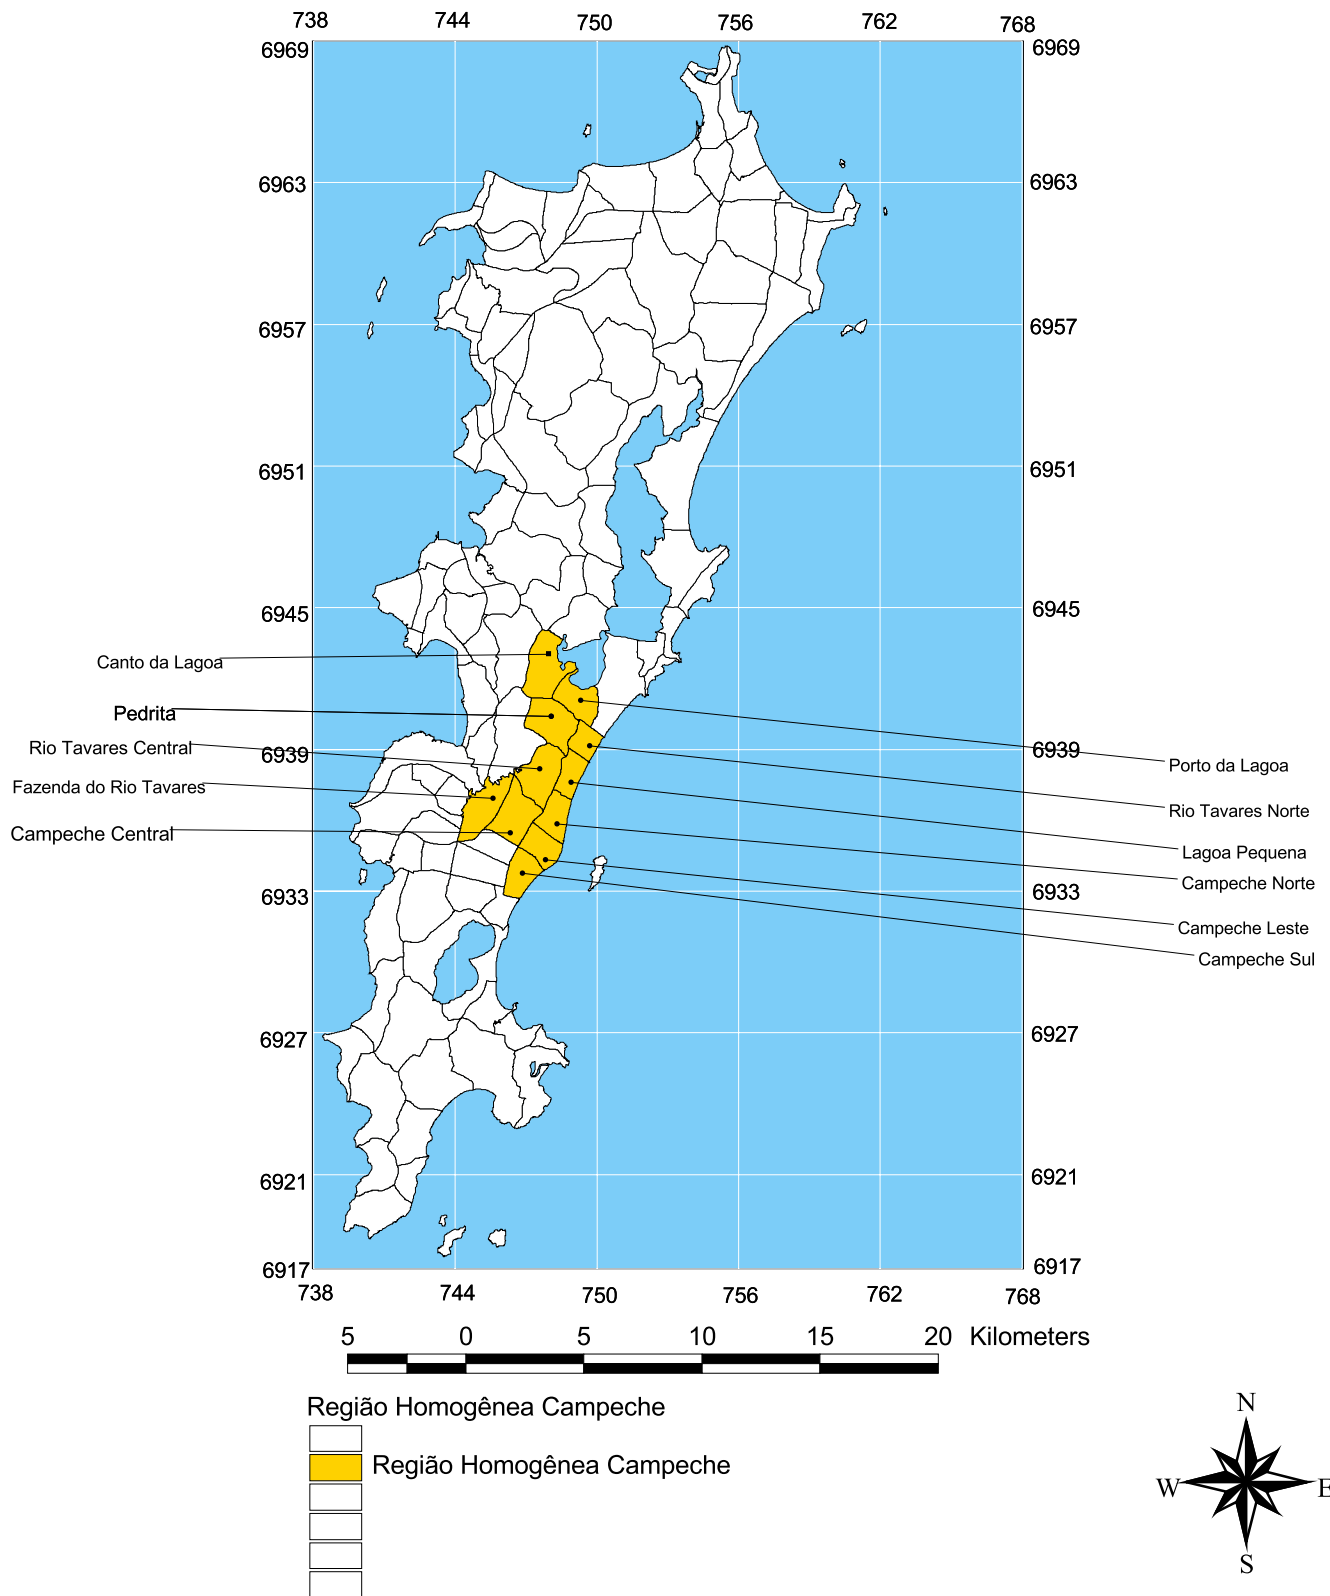 738 744 750 756 762 768
6969 6969
6963 6963
6957 6957
6951 6951
6945 6945
Canto da Lagoa
Pedrita
Rio Tavares Central
6939 6939
Porto da Lagoa
Fazenda do Rio Tavares
Rio Tavares Norte
Campeche Central
Lagoa Pequena
Campeche Norte
6933 6933
Campeche Leste
Campeche Sul
6927 6927
6921 6921
6917 6917
738 744 750 756 762 768
5 0 5 10 15 20 Kilometers
Região Homogênea Campeche
Região Homogênea Campeche
N
W E
S